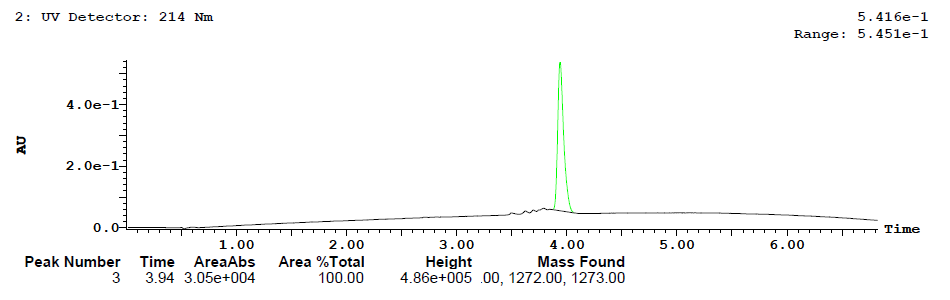 2: UV Detector: 214 Nm
5.416e-1
Range: 5.451e-1
AU
4.0e-1
2.0e-1
0.0
1.00 2.00 3.00 4.00 5.00 6.00
Time
Peak Number Time AreaAbs Area %Total Height Mass Found
3 3.94 3.05e+004 100.00 4.86e+005 .00, 1272.00, 1273.00